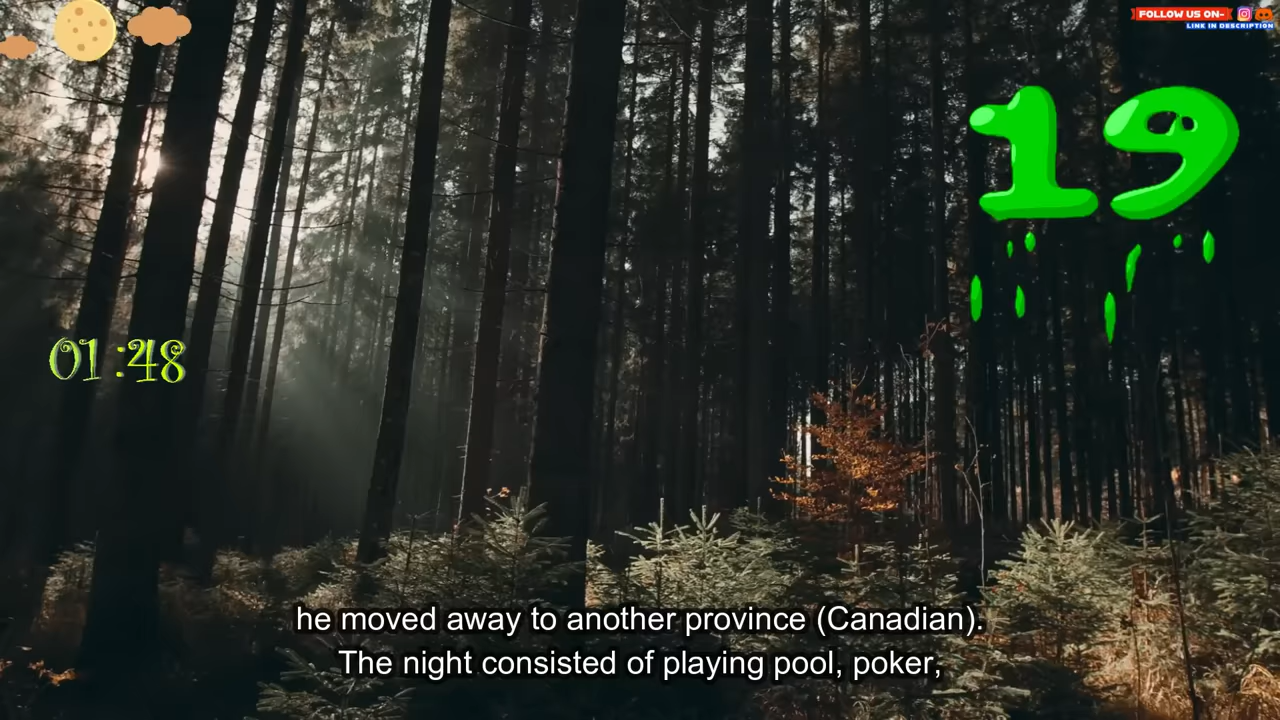 FOLLOW US ON-
LINK IN DESCRIPTION
19
01 :48
he moved away to another province (Canadian).
The night consisted of playing pool, poker,